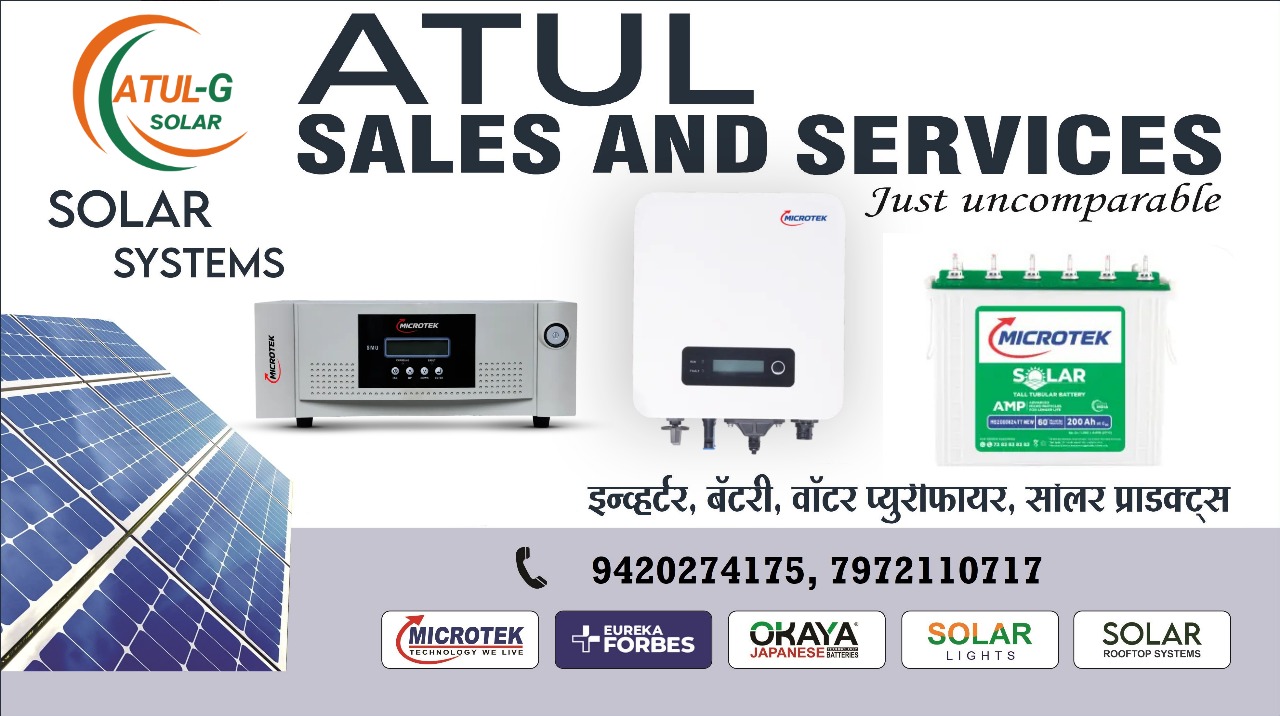 ATUL-G
SOLAR
SOLAR
SYSTEMS
ATUL
SALES AND SERVICES
Just uncomparable
MICROTEK
MICROTEK
SMU
MICROTEK
MICROTEK
SOLAR
TALL TUBULAR BATTERY
AMP
200 Ah
इन्व्हर्टर, बॅटरी, वॉटर प्युरीफायर, सोलर प्राडक्ट्स
9420274175, 7972110717
MICROTEK
TECHNOLOGY WE LIVE
EUREKA
FORBES
OKAYA
JAPANESE
BATTERIES
SOLAR
LIGHTS
SOLAR
ROOFTOP SYSTEMS